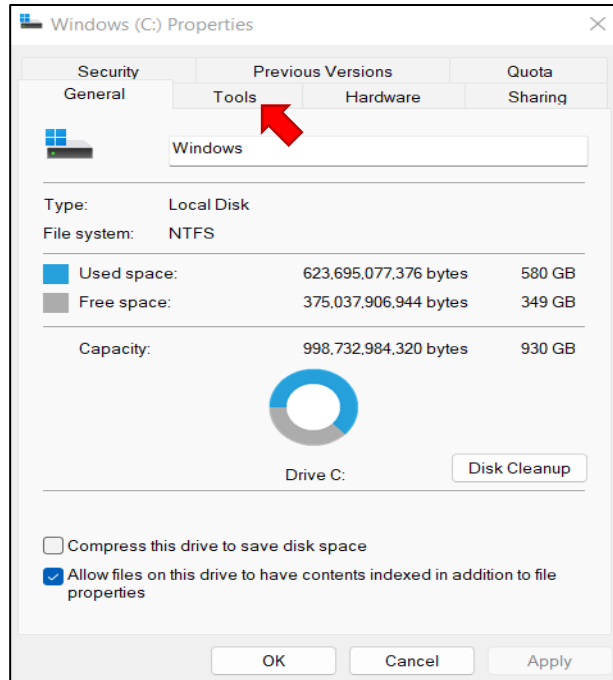 Windows (C:) Properties
Security Previous Versions Quota
General Tools Hardware Sharing
Windows
Type: Local Disk
File system: NTFS
Used space: 623,695,077,376 bytes 580 GB
Free space: 375,037,906,944 bytes 349 GB
Capacity: 998,732,984,320 bytes 930 GB
Drive C: Disk Cleanup
Compress this drive to save disk space
Allow files on this drive to have contents indexed in addition to file
properties
OK Cancel Apply